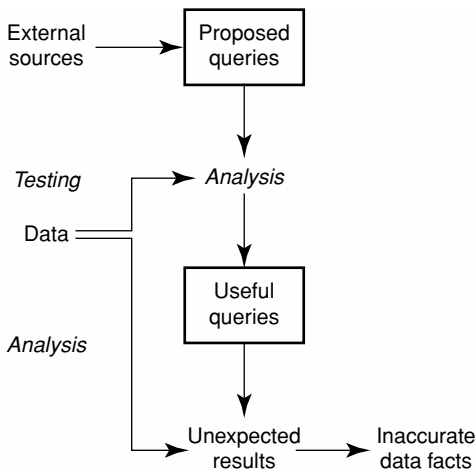 External
sources
Proposed
queries
Testing
Analysis
Data
Useful
queries
Analysis
Unexpected
results
Inaccurate
data facts